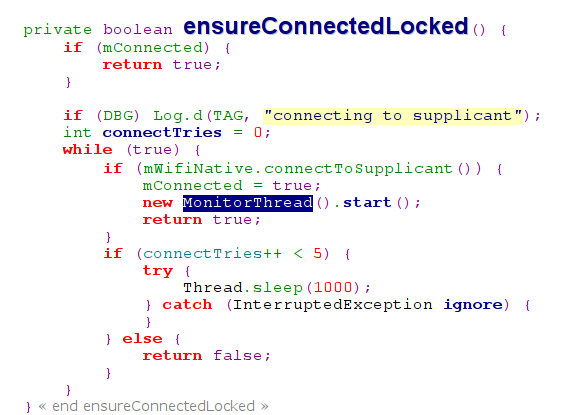 private boolean ensureConnectedLocked() {
if (mConnected) {
return true;
}
if (DBG) Log.d(TAG, "connecting to supplicant");
int connectTries = 0;
while (true) {
if (mWifiNative.connectToSupplicant()) {
mConnected = true;
new MonitorThread().start();
return true;
}
if (connectTries++ < 5) {
try {
Thread.sleep(1000);
} catch (InterruptedException ignore) {
}
} else {
return false;
}
}
} « end ensureConnectedLocked »